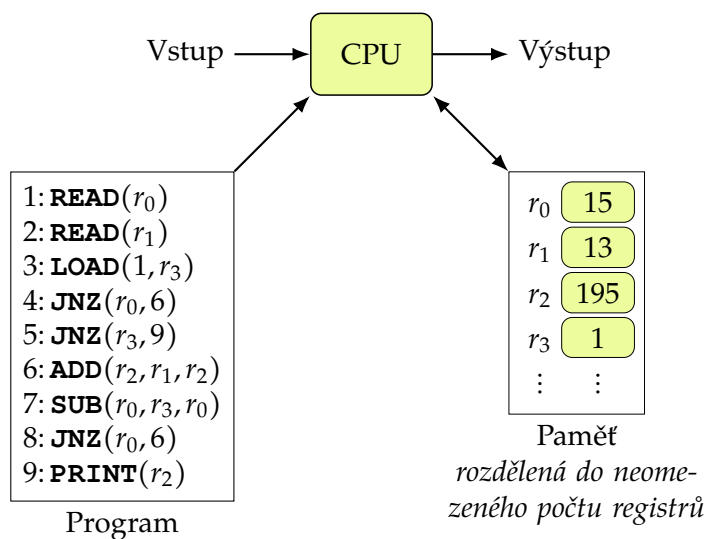 Vstup
CPU
Výstup
1: READ(r0)
2: READ(r1)
3: LOAD(1, r3)
4: JNZ(r0, 6)
5: JNZ(r3, 9)
6: ADD(r2, r1, r2)
7: SUB(r0, r3, r0)
8: JNZ(r0, 6)
9: PRINT(r2)
Program
r0 15
r1 13
r2 195
r3 1
⋮ ⋮
Paměť
rozdělená do neome-
zeného počtu registrů